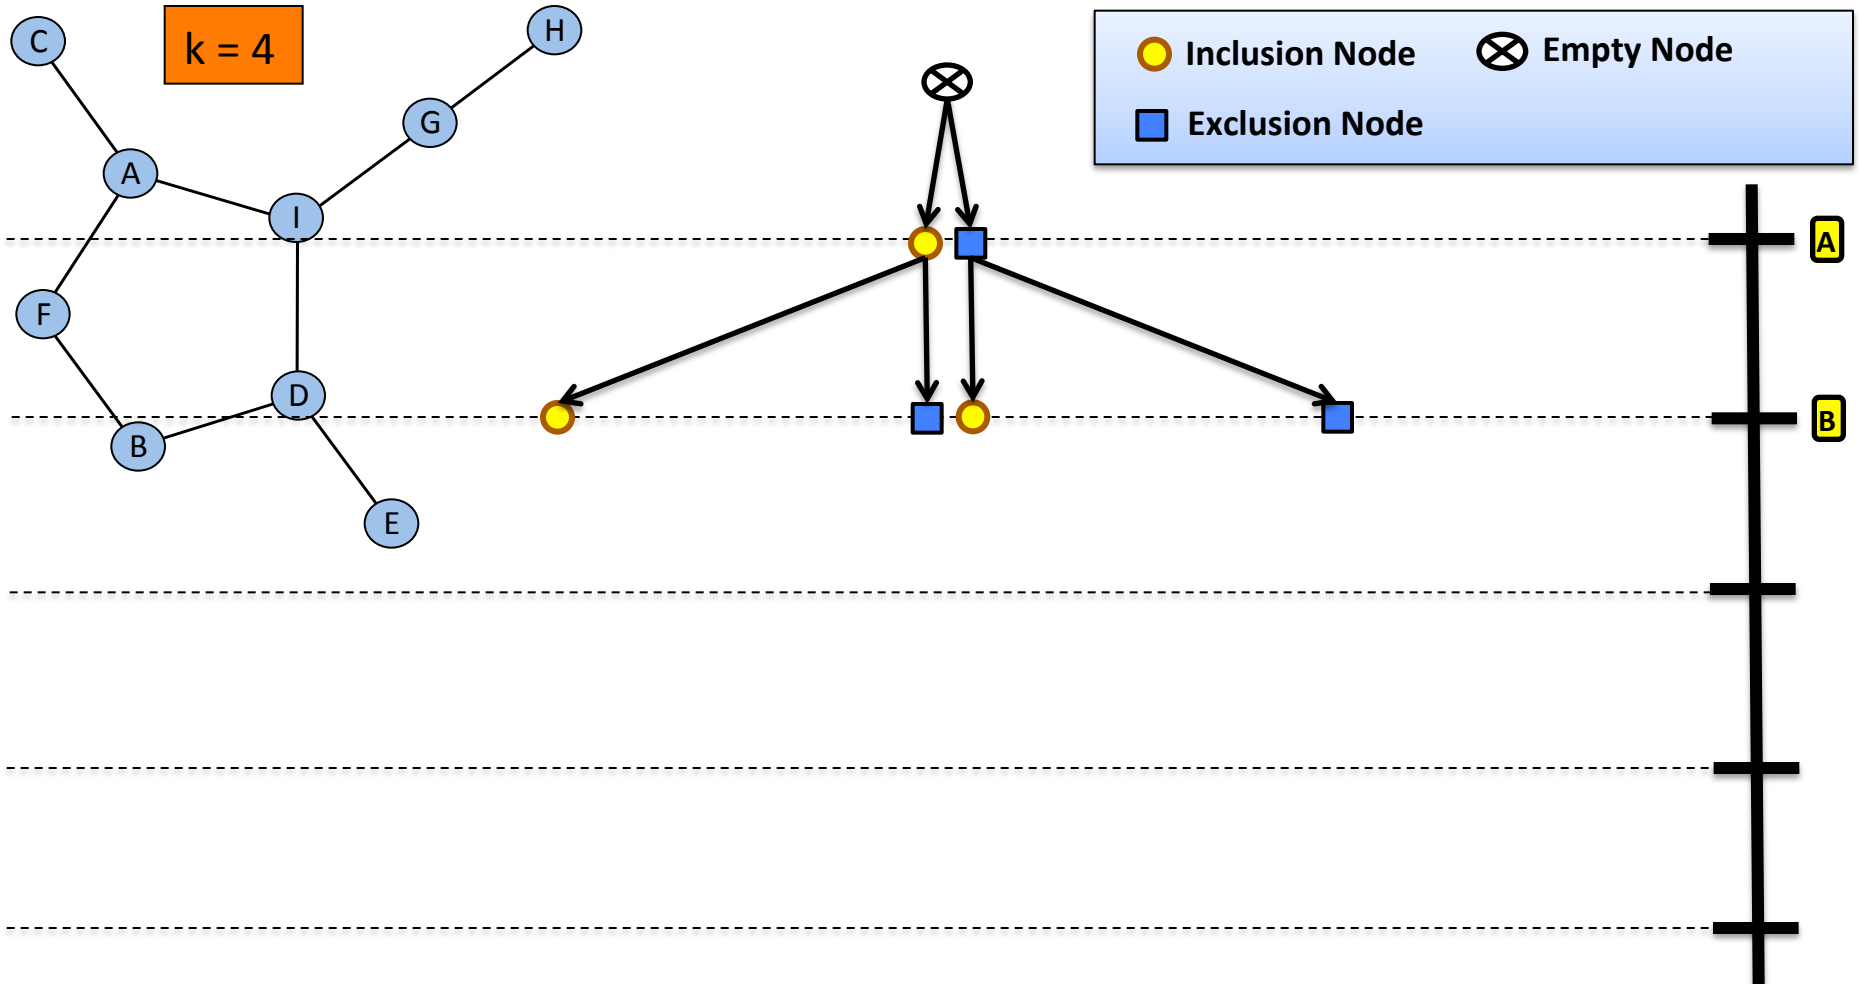 C
k = 4
H
Inclusion Node
Empty Node
G
Exclusion Node
A
I
A
F
D
B
B
E